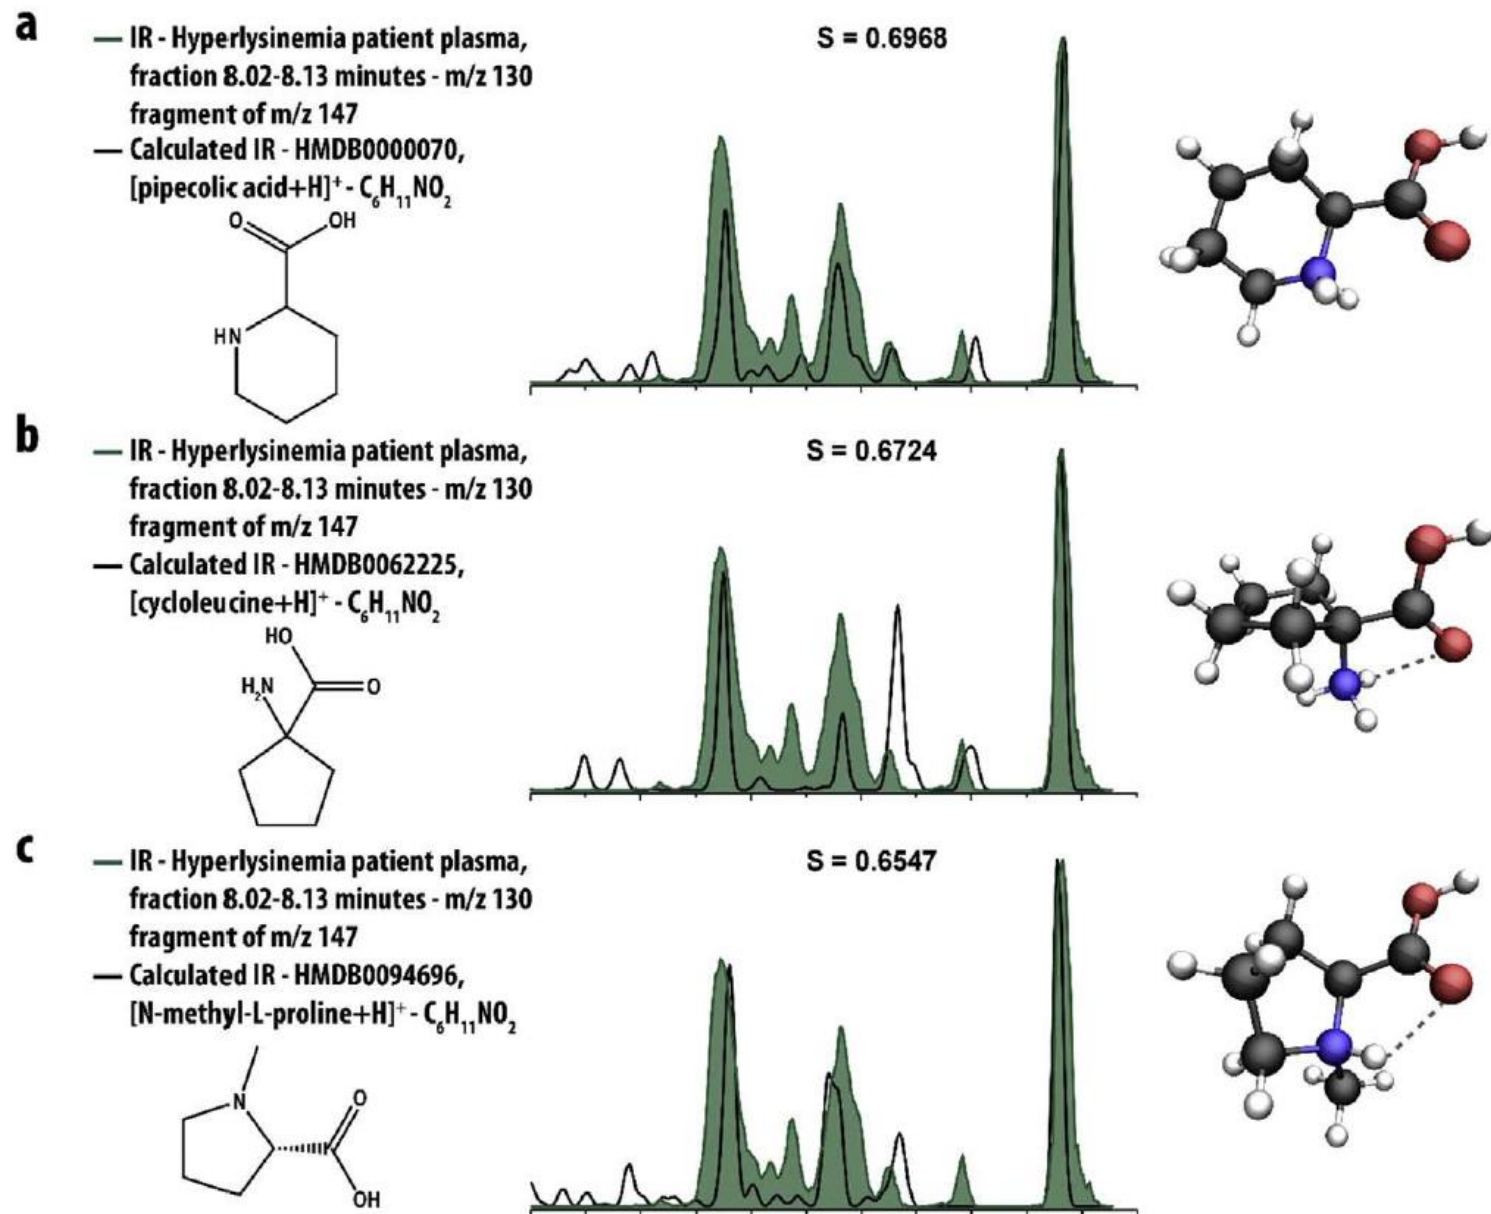 a
IR - Hyperlysinemia patient plasma,
fraction 8.02-8.13 minutes - m/z 130
fragment of m/z 147
Calculated IR - HMDB0000070,
[pipecolic acid+H]⁺ - C₆H₁₁NO₂
S = 0.6968
O
OH
HN
b
IR - Hyperlysinemia patient plasma,
fraction 8.02-8.13 minutes - m/z 130
fragment of m/z 147
Calculated IR - HMDB0062225,
[cycloleucine+H]⁺ - C₆H₁₁NO₂
S = 0.6724
HO
H₂N
O
c
IR - Hyperlysinemia patient plasma,
fraction 8.02-8.13 minutes - m/z 130
fragment of m/z 147
Calculated IR - HMDB0094696,
[N-methyl-L-proline+H]⁺ - C₆H₁₁NO₂
S = 0.6547
N
O
OH